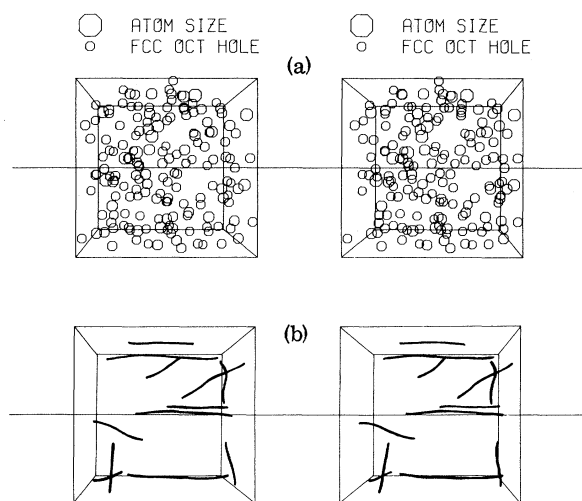 ATOM SIZE ATOM SIZE
FCC OCT HOLE FCC OCT HOLE
(a)
(b)